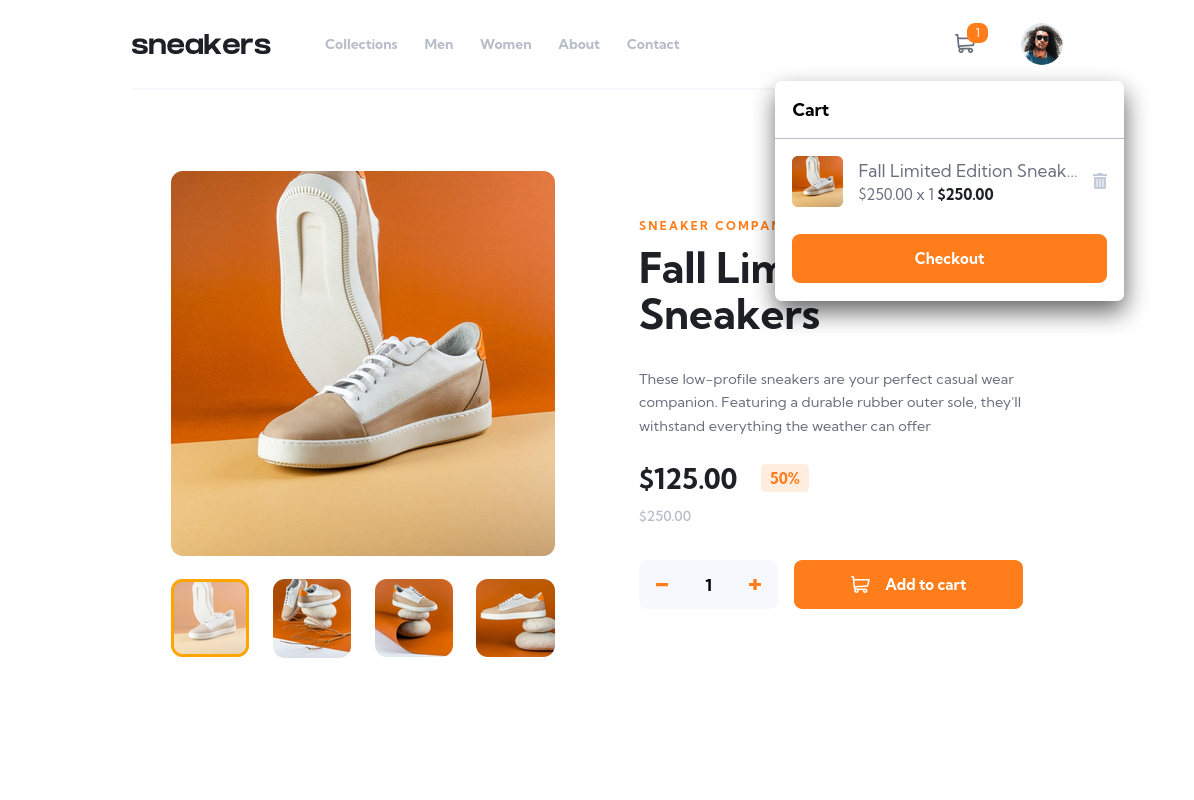 sneakers
Collections Men Women About Contact
1
Cart
Fall Limited Edition Sneak...
$250.00 x 1 $250.00
Checkout
SNEAKER COMPAN
Fall Lim
Sneakers
These low-profile sneakers are your perfect casual wear
companion. Featuring a durable rubber outer sole, they'll
withstand everything the weather can offer
$125.00 50%
$250.00
1 Add to cart